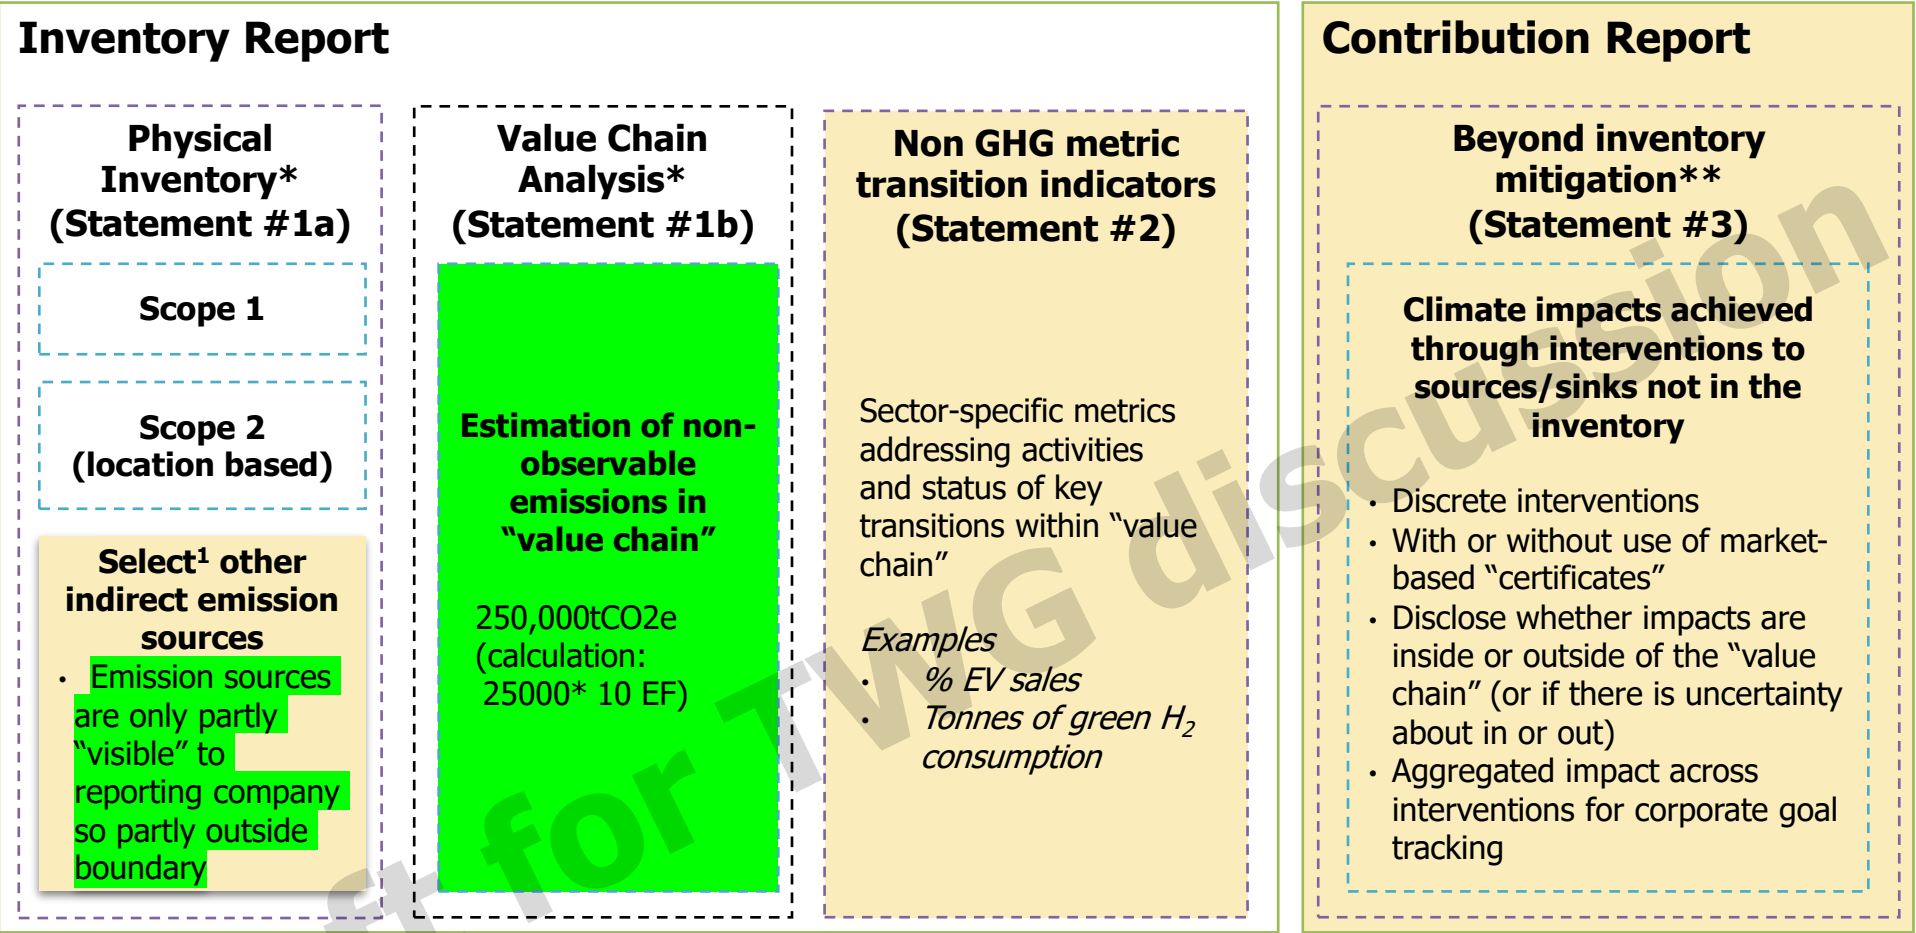 Inventory Report
Physical
Inventory*
(Statement #1a)
Scope 1
Scope 2
(location based)
Select¹ other
indirect emission
sources
• Emission sources
are only partly
“visible” to
reporting company
so partly outside
boundary
Value Chain
Analysis*
(Statement #1b)
Estimation of non-
observable
emissions in
“value chain”
250,000tCO2e
(calculation:
25000* 10 EF)
Non GHG metric
transition indicators
(Statement #2)
Sector-specific metrics
addressing activities
and status of key
transitions within “value
chain”
Examples
• % EV sales
• Tonnes of green H₂
consumption
Contribution Report
Beyond inventory
mitigation**
(Statement #3)
Climate impacts achieved
through interventions to
sources/sinks not in the
inventory
• Discrete interventions
• With or without use of market-
based “certificates”
• Disclose whether impacts are
inside or outside of the “value
chain” (or if there is uncertainty
about in or out)
• Aggregated impact across
interventions for corporate goal
tracking
ft for TWG discussion